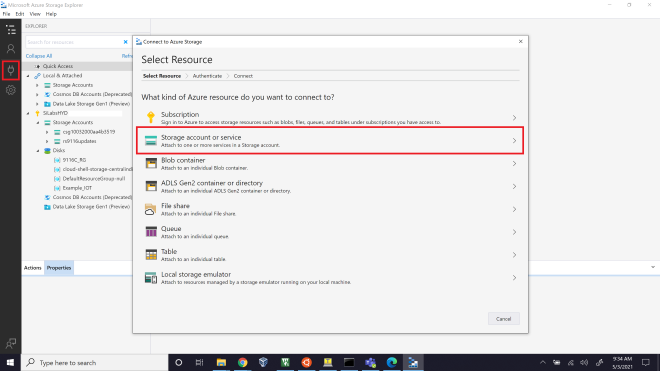 Microsoft Azure Storage Explorer
File Edit View Help
EXPLORER
Search for resources
Collapse All Refre
Quick Access
Local & Attached
Storage Accounts
Cosmos DB Accounts (Deprecated)
Data Lake Storage Gen1 (Preview)
SiLabsHYD
Storage Accounts
csg10032000aa4b3519
rs9116updates
Disks
9116C_RG
cloud-shell-storage-centralindi
DefaultResourceGroup-null
Example_IOT
Cosmos DB Accounts (Deprecated)
Data Lake Storage Gen1 (Preview)
Actions Properties
Connect to Azure Storage
Select Resource
Select Resource Authenticate Connect
What kind of Azure resource do you want to connect to?
Subscription
Sign in to Azure to access storage resources such as blobs, files, queues, and tables under subscriptions you have access to.
Storage account or service
Attach to one or more services in a Storage account.
Blob container
Attach to an individual Blob container.
ADLS Gen2 container or directory
Attach to an individual ADLS Gen2 container or directory.
File share
Attach to an individual File share.
Queue
Attach to an individual queue.
Table
Attach to an individual table.
Local storage emulator
Attach to resources managed by a storage emulator running on your local machine.
Cancel
Type here to search
9:34 AM
5/3/2021